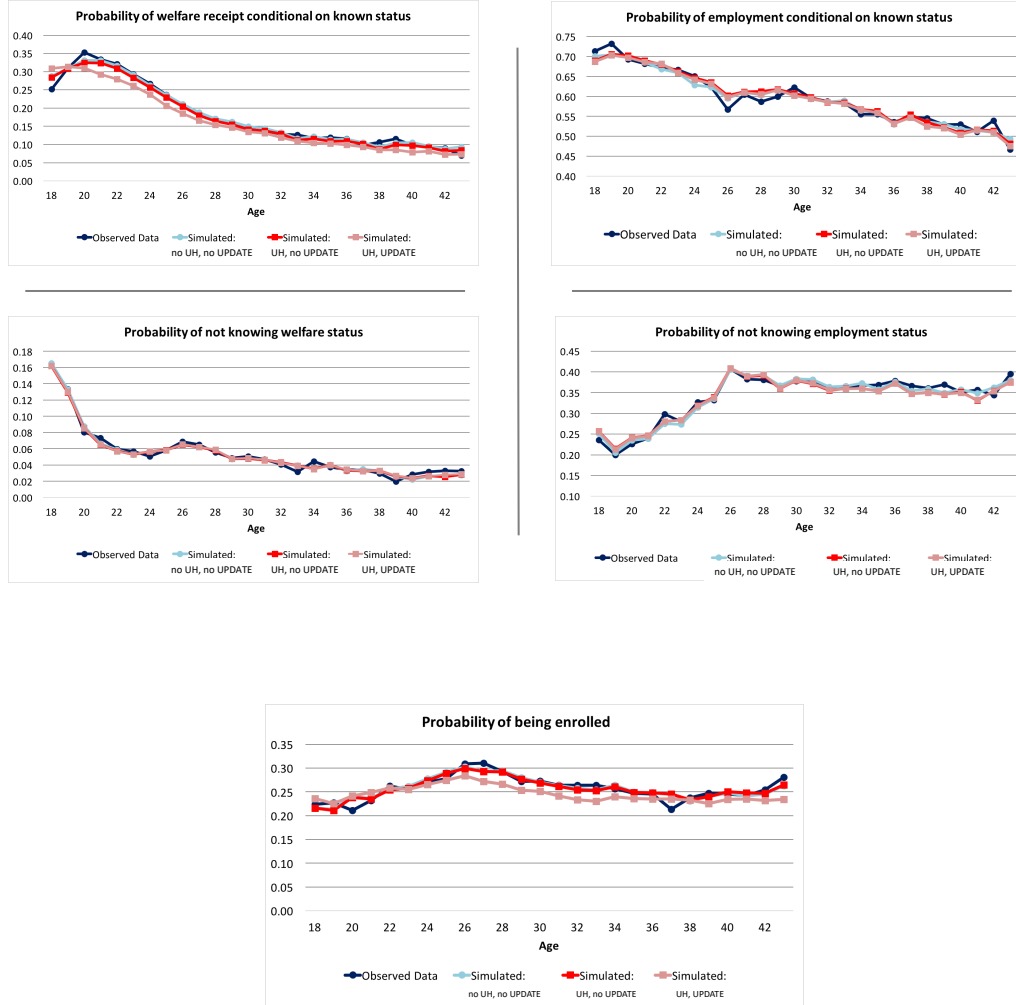 Probability of welfare receipt conditional on known status
0.40
0.35
0.30
0.25
0.20
0.15
0.10
0.05
0.00
18 20 22 24 26 28 30 32 34 36 38 40 42
Age
Observed Data Simulated: Simulated: Simulated:
no UH, no UPDATE UH, no UPDATE UH, UPDATE
Probability of employment conditional on known status
0.75
0.70
0.65
0.60
0.55
0.50
0.45
0.40
18 20 22 24 26 28 30 32 34 36 38 40 42
Age
Observed Data Simulated: Simulated: Simulated:
no UH, no UPDATE UH, no UPDATE UH, UPDATE
Probability of not knowing welfare status
0.18
0.16
0.14
0.12
0.10
0.08
0.06
0.04
0.02
0.00
18 20 22 24 26 28 30 32 34 36 38 40 42
Age
Observed Data Simulated: Simulated: Simulated:
no UH, no UPDATE UH, no UPDATE UH, UPDATE
Probability of not knowing employment status
0.45
0.40
0.35
0.30
0.25
0.20
0.15
0.10
18 20 22 24 26 28 30 32 34 36 38 40 42
Age
Observed Data Simulated: Simulated: Simulated:
no UH, no UPDATE UH, no UPDATE UH, UPDATE
Probability of being enrolled
0.35
0.30
0.25
0.20
0.15
0.10
0.05
0.00
18 20 22 24 26 28 30 32 34 36 38 40 42
Age
Observed Data Simulated: Simulated: Simulated:
no UH, no UPDATE UH, no UPDATE UH, UPDATE